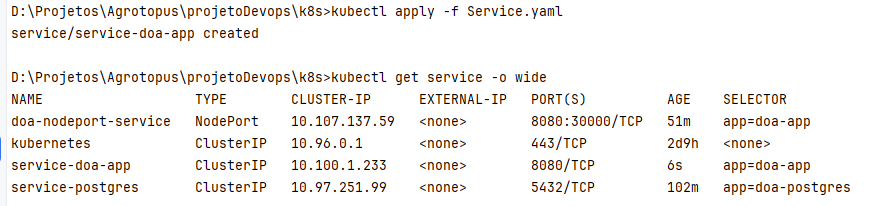 D:\Projetos\Agrotopus\projetoDevops\k8s>kubectl apply -f Service.yaml
service/service-doa-app created
D:\Projetos\Agrotopus\projetoDevops\k8s>kubectl get service -o wide
NAME TYPE CLUSTER-IP EXTERNAL-IP PORT(S) AGE SELECTOR
doa-nodeport-service NodePort 10.107.137.59 <none> 8080:30000/TCP 51m app=doa-app
kubernetes ClusterIP 10.96.0.1 <none> 443/TCP 2d9h <none>
service-doa-app ClusterIP 10.100.1.233 <none> 8080/TCP 6s app=doa-app
service-postgres ClusterIP 10.97.251.99 <none> 5432/TCP 102m app=doa-postgres